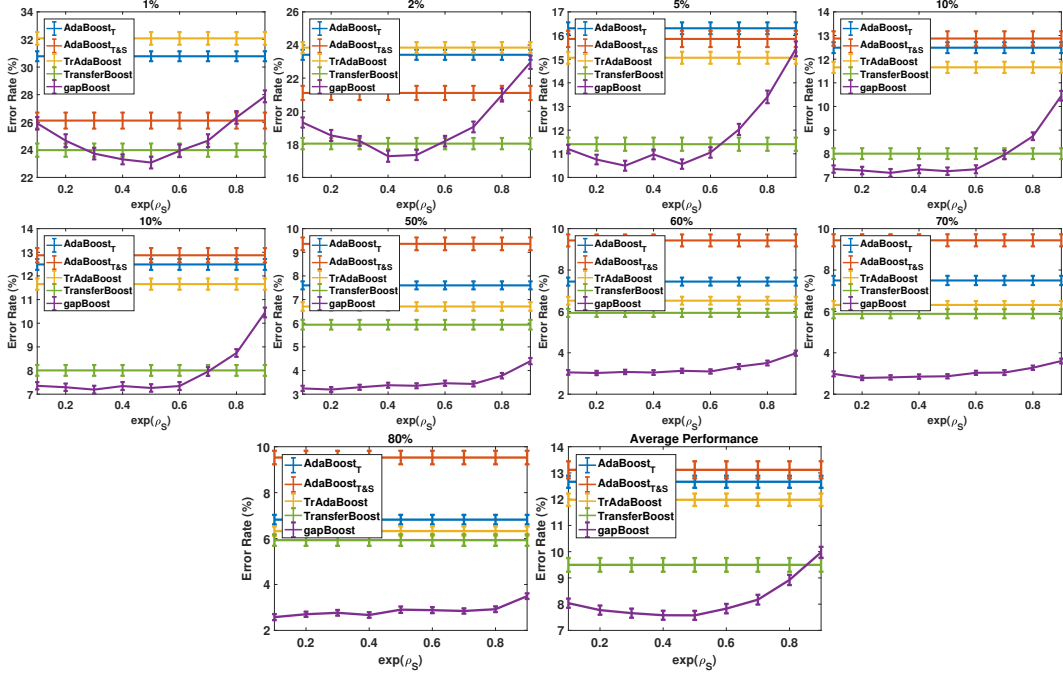 1%
Error Rate (%)
34
32
30
28
26
24
22
AdaBoost_T
AdaBoost_T&S
TrAdaBoost
TransferBoost
gapBoost
0.2 0.4 0.6 0.8
exp(ρ_S)
2%
Error Rate (%)
26
24
22
20
18
16
AdaBoost_T
AdaBoost_T&S
TrAdaBoost
TransferBoost
gapBoost
0.2 0.4 0.6 0.8
exp(ρ_S)
5%
Error Rate (%)
17
16
15
14
13
12
11
10
AdaBoost_T
AdaBoost_T&S
TrAdaBoost
TransferBoost
gapBoost
0.2 0.4 0.6 0.8
exp(ρ_S)
10%
Error Rate (%)
14
13
12
11
10
9
8
7
AdaBoost_T
AdaBoost_T&S
TrAdaBoost
TransferBoost
gapBoost
0.2 0.4 0.6 0.8
exp(ρ_S)
10%
Error Rate (%)
14
13
12
11
10
9
8
7
AdaBoost_T
AdaBoost_T&S
TrAdaBoost
TransferBoost
gapBoost
0.2 0.4 0.6 0.8
exp(ρ_S)
50%
Error Rate (%)
10
9
8
7
6
5
4
3
AdaBoost_T
AdaBoost_T&S
TrAdaBoost
TransferBoost
gapBoost
0.2 0.4 0.6 0.8
exp(ρ_S)
60%
Error Rate (%)
10
8
6
4
2
AdaBoost_T
AdaBoost_T&S
TrAdaBoost
TransferBoost
gapBoost
0.2 0.4 0.6 0.8
exp(ρ_S)
70%
Error Rate (%)
10
8
6
4
2
AdaBoost_T
AdaBoost_T&S
TrAdaBoost
TransferBoost
gapBoost
0.2 0.4 0.6 0.8
exp(ρ_S)
80%
Error Rate (%)
10
8
6
4
2
AdaBoost_T
AdaBoost_T&S
TrAdaBoost
TransferBoost
gapBoost
0.2 0.4 0.6 0.8
exp(ρ_S)
Average Performance
Error Rate (%)
14
13
12
11
10
9
8
7
AdaBoost_T
AdaBoost_T&S
TrAdaBoost
TransferBoost
gapBoost
0.2 0.4 0.6 0.8
exp(ρ_S)